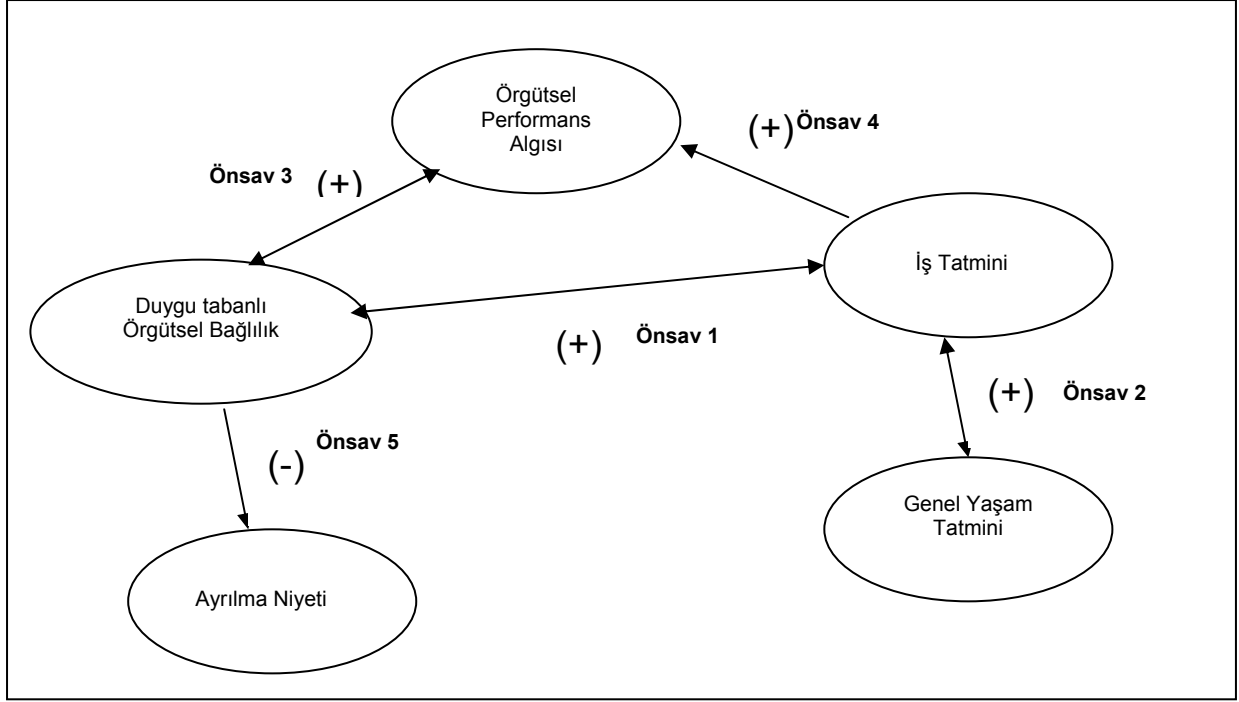 Örgütsel
Performans
Algısı
(+) Önsav 4
Önsav 3 (+)
İş Tatmini
Duygu tabanlı
Örgütsel Bağlılık
(+) Önsav 1
(+) Önsav 2
Önsav 5
(-)
Genel Yaşam
Tatmini
Ayrılma Niyeti